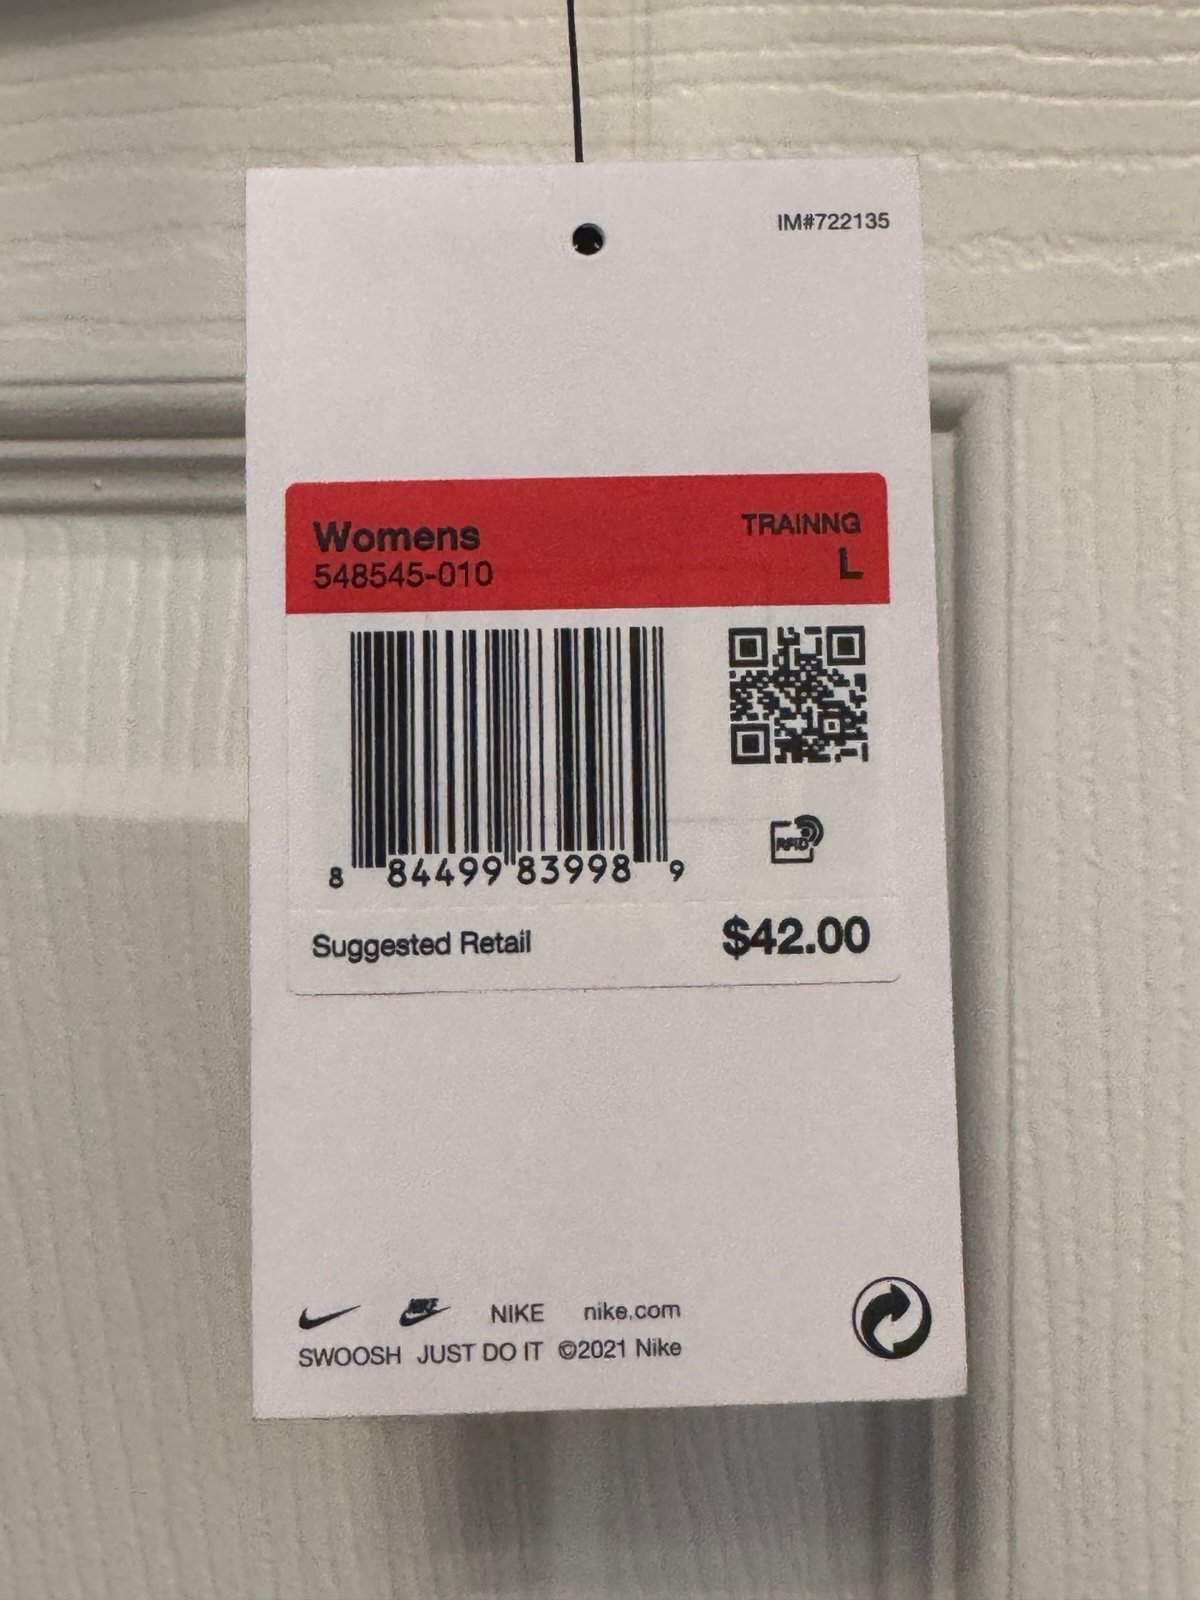 IM#722135
Womens
548545-010
TRAINNG
L
8 84499 83998 9
RFID
Suggested Retail $42.00
NIKE NIKE nike.com
SWOOSH JUST DO IT ©2021 Nike